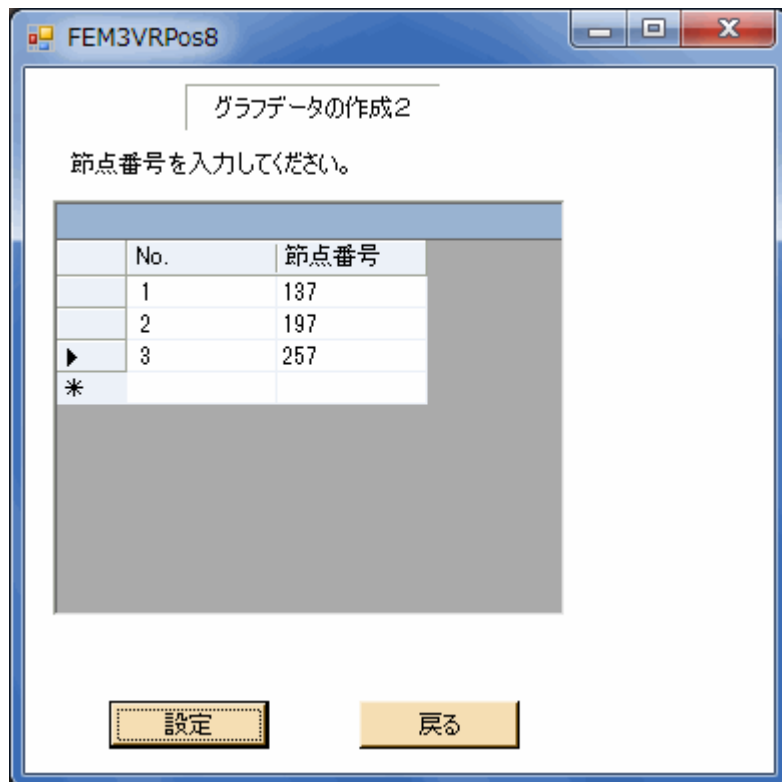 FEM3VRPos8
グラフデータの作成2
節点番号を入力してください。
No. 節点番号
1 137
2 197
3 257
設定 戻る